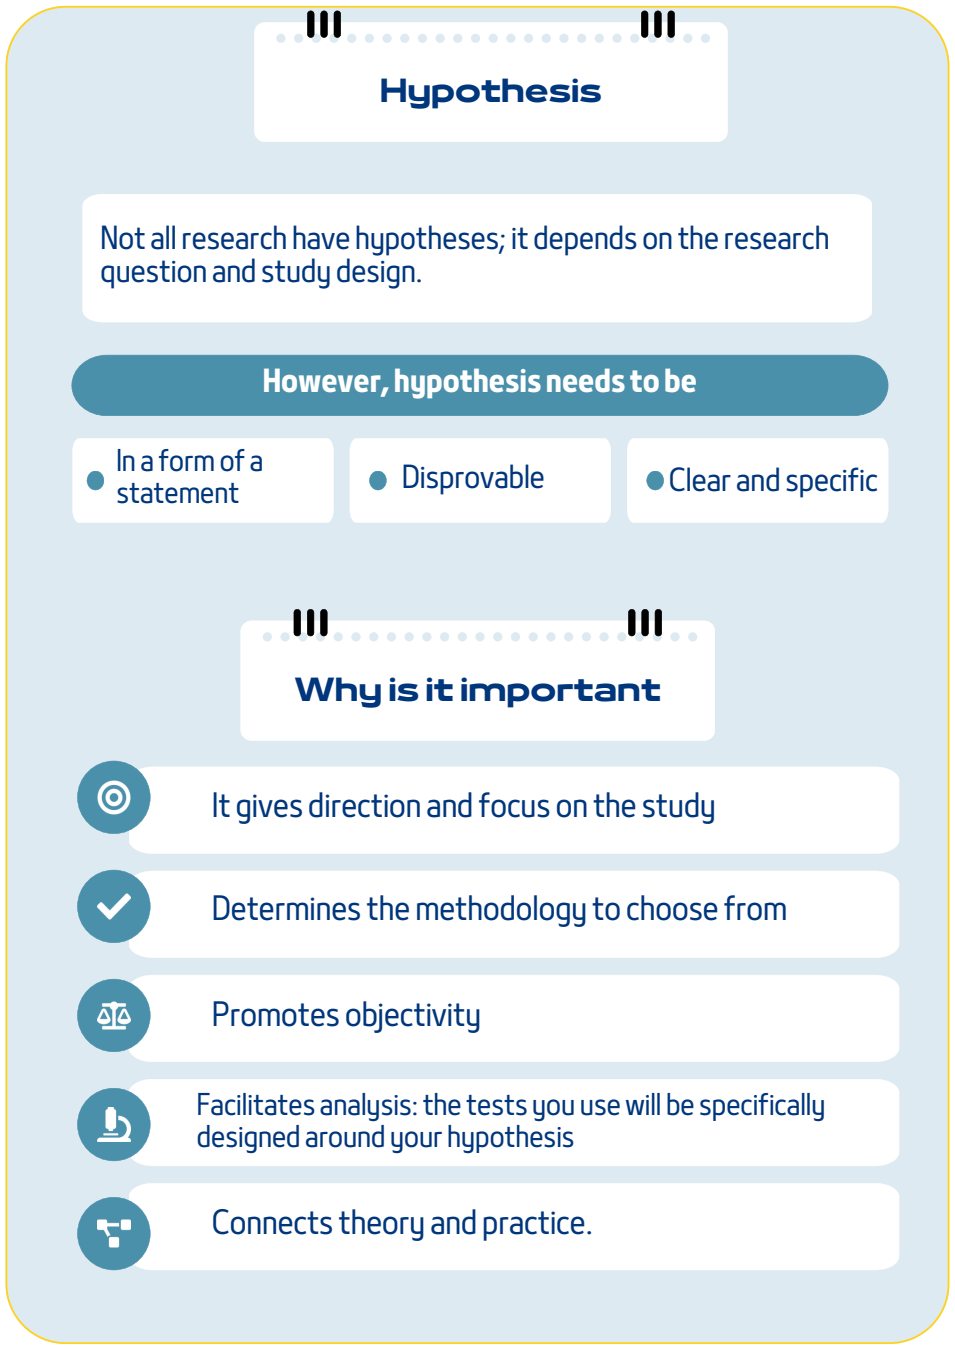 Hypothesis
Not all research have hypotheses; it depends on the research
question and study design.
However, hypothesis needs to be
In a form of a
statement
Disprovable
Clear and specific
Why is it important
It gives direction and focus on the study
Determines the methodology to choose from
Promotes objectivity
Facilitates analysis: the tests you use will be specifically
designed around your hypothesis
Connects theory and practice.